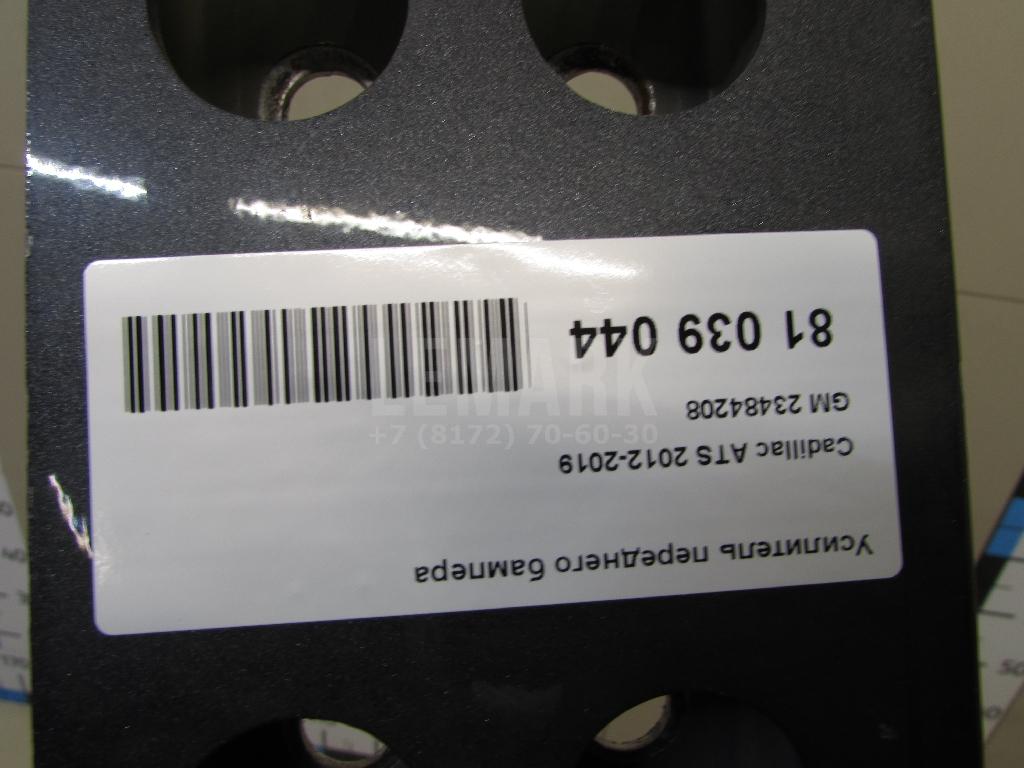 Усилитель переднего бампера
Cadillac ATS 2012-2019
GM 23484208
81 039 044
LEMARK
+7 (8172) 70-60-30